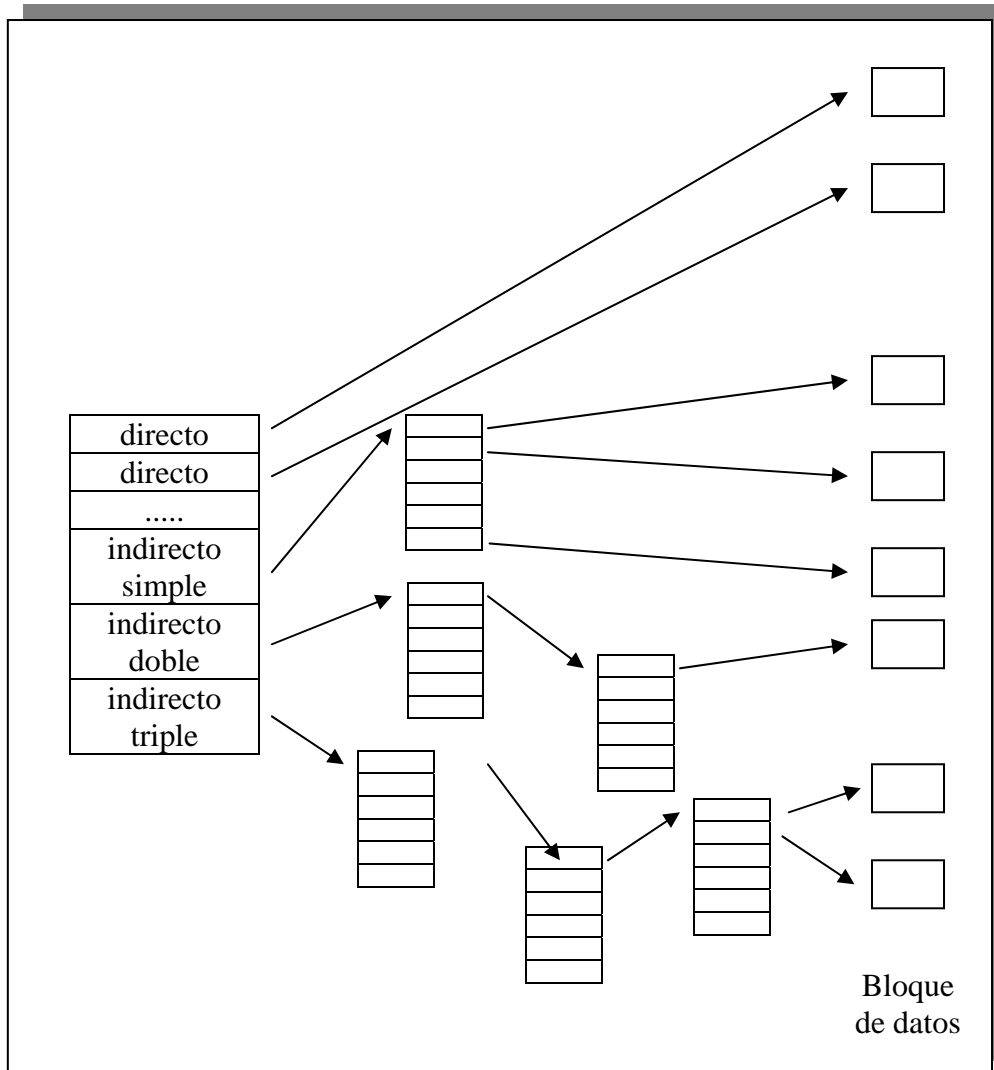 directo
directo
.....
indirecto
simple
indirecto
doble
indirecto
triple
Bloque
de datos